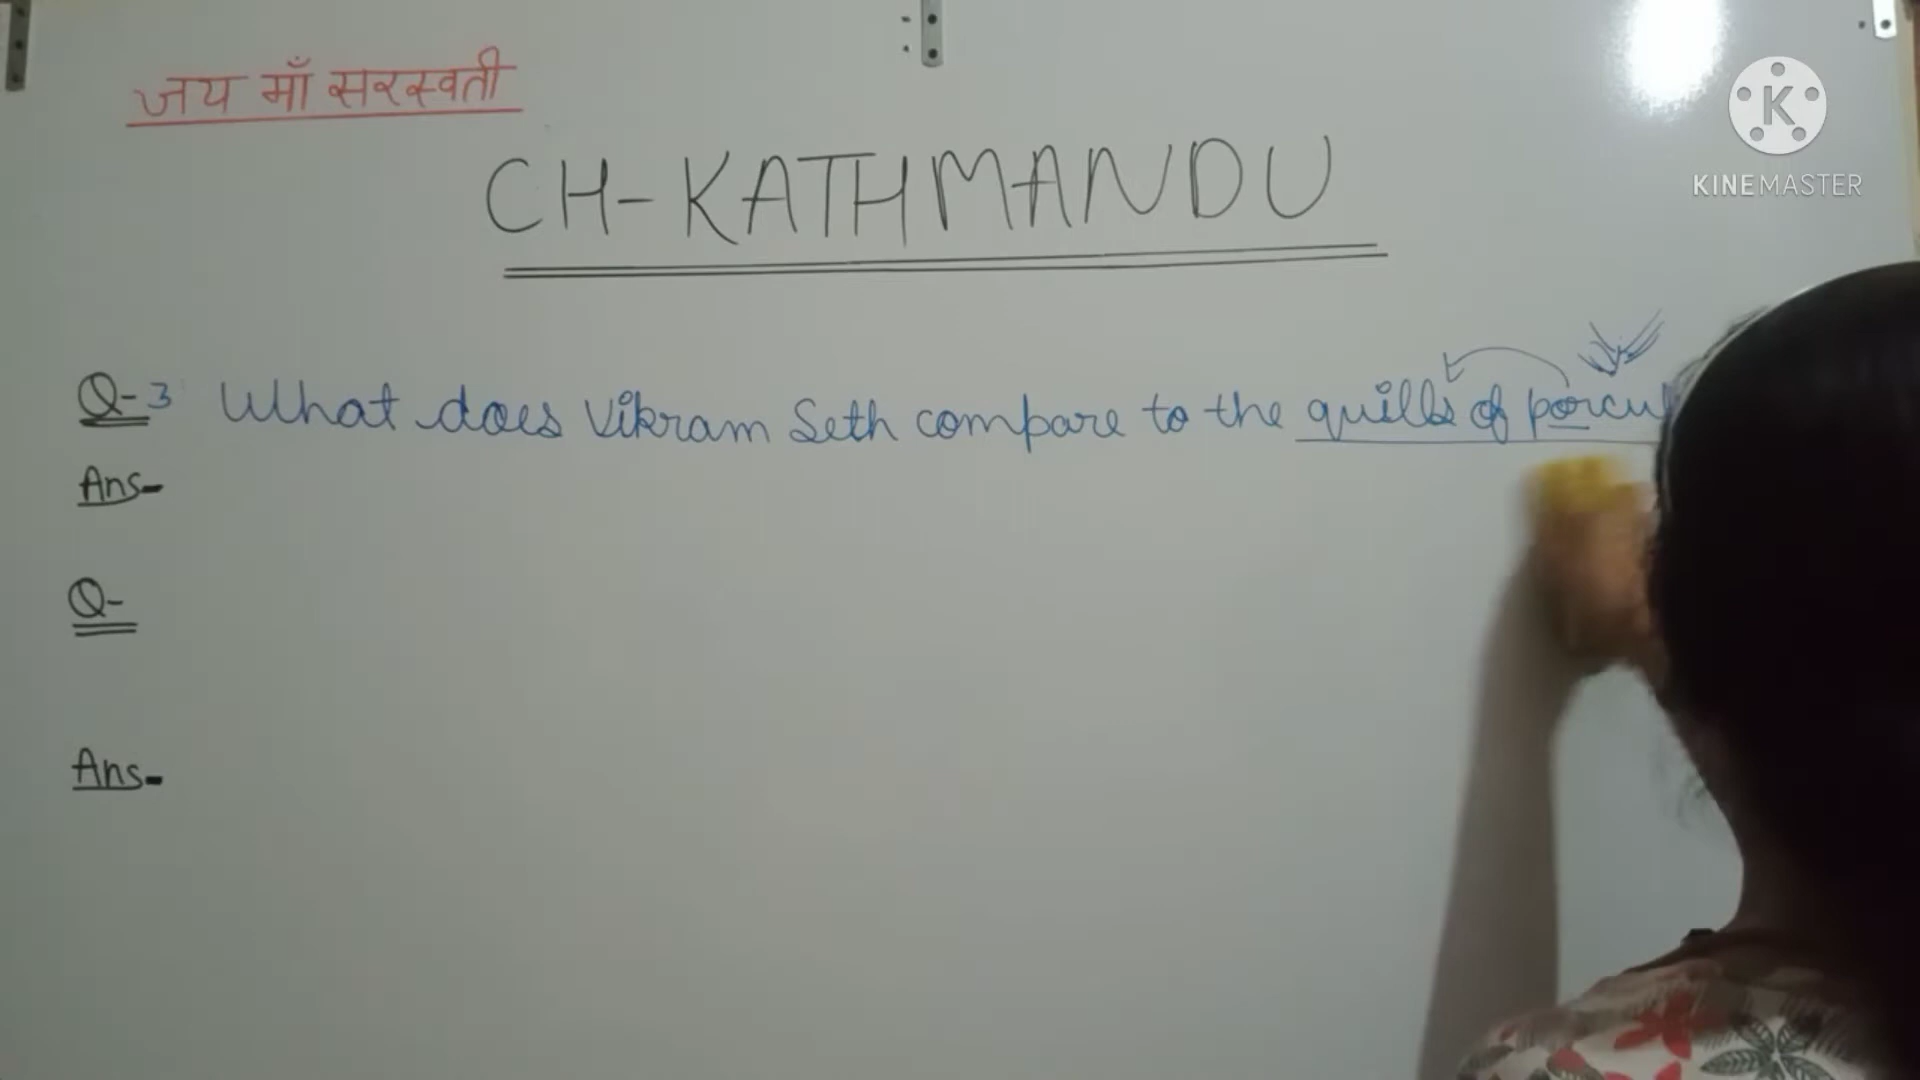 जय माँ सरस्वती
KINEMASTER
CH-KATHMANDU
Q-3 What does Vikram Seth compare to the quills of
Ans-
Q-
Ans-